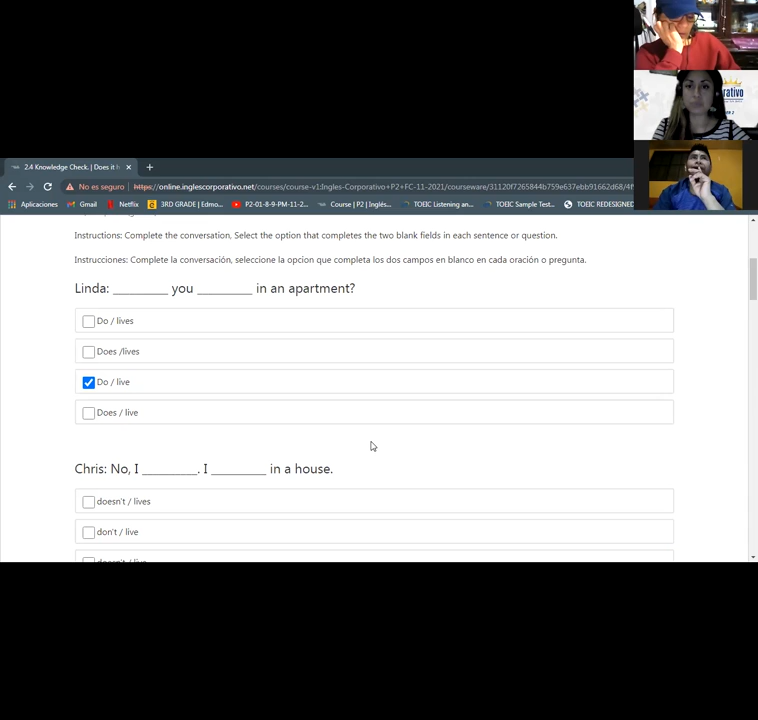 rativo
2.4 Knowledge Check. | Does it h
No es seguro | https://online.inglescorporativo.net/courses/course-v1:Ingles-Corporativo+P2+FC-11-2021/courseware/31120f7265844b759e637ebb91662d68/4f
Aplicaciones Gmail Netflix 3RD GRADE | Edmo... P2-01-8-9-PM-11-2... Course | P2 | Inglés... TOEIC Listening an... TOEIC Sample Test... TOEIC REDESIGNED
Instructions: Complete the conversation, Select the option that completes the two blank fields in each sentence or question.
Instrucciones: Complete la conversación, seleccione la opcion que completa los dos campos en blanco en cada oración o pregunta.
Linda: _________ you _________ in an apartment?
Do / lives
Does /lives
Do / live
Does / live
Chris: No, I _________. I _________ in a house.
doesn't / lives
don't / live